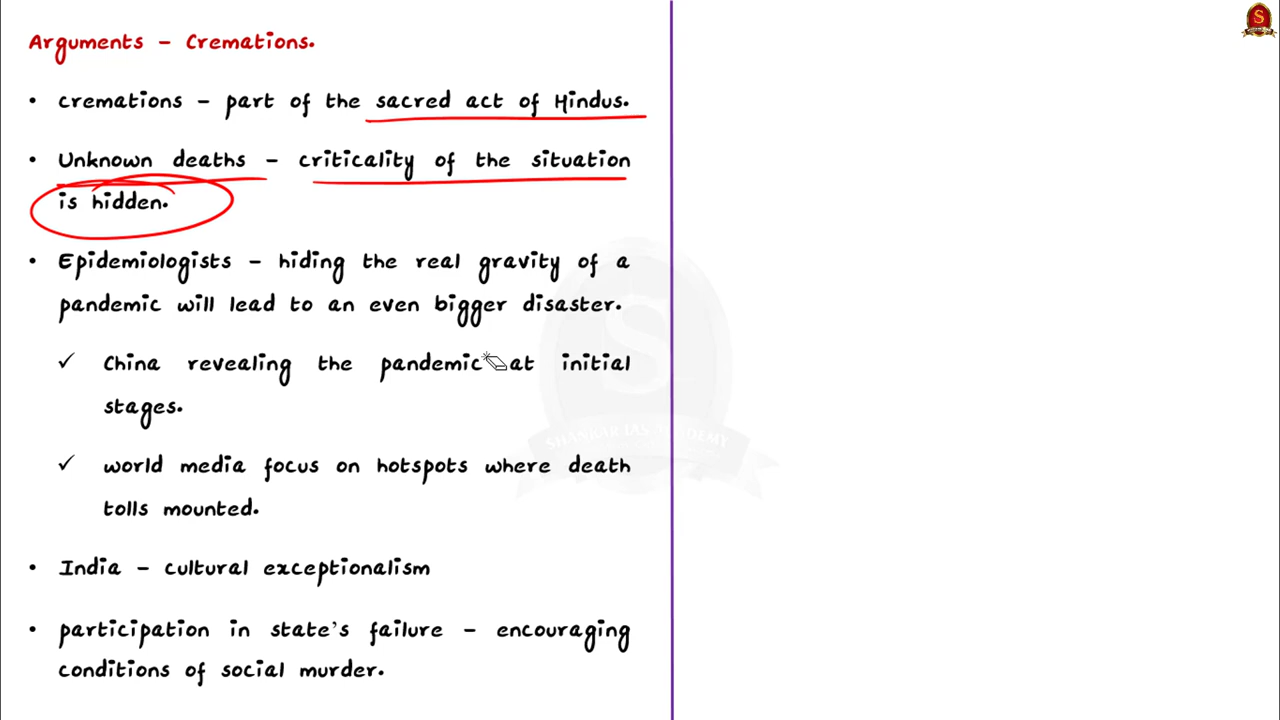 Arguments - Cremations.
• cremations - part of the sacred act of Hindus.
• Unknown deaths - criticality of the situation
is hidden.
• Epidemiologists - hiding the real gravity of a
pandemic will lead to an even bigger disaster.
✓ China revealing the pandemic at initial
stages.
✓ world media focus on hotspots where death
tolls mounted.
• India - cultural exceptionalism
• participation in state's failure - encouraging
conditions of social murder.
S
SHANKAR IAS ACADEMY
S